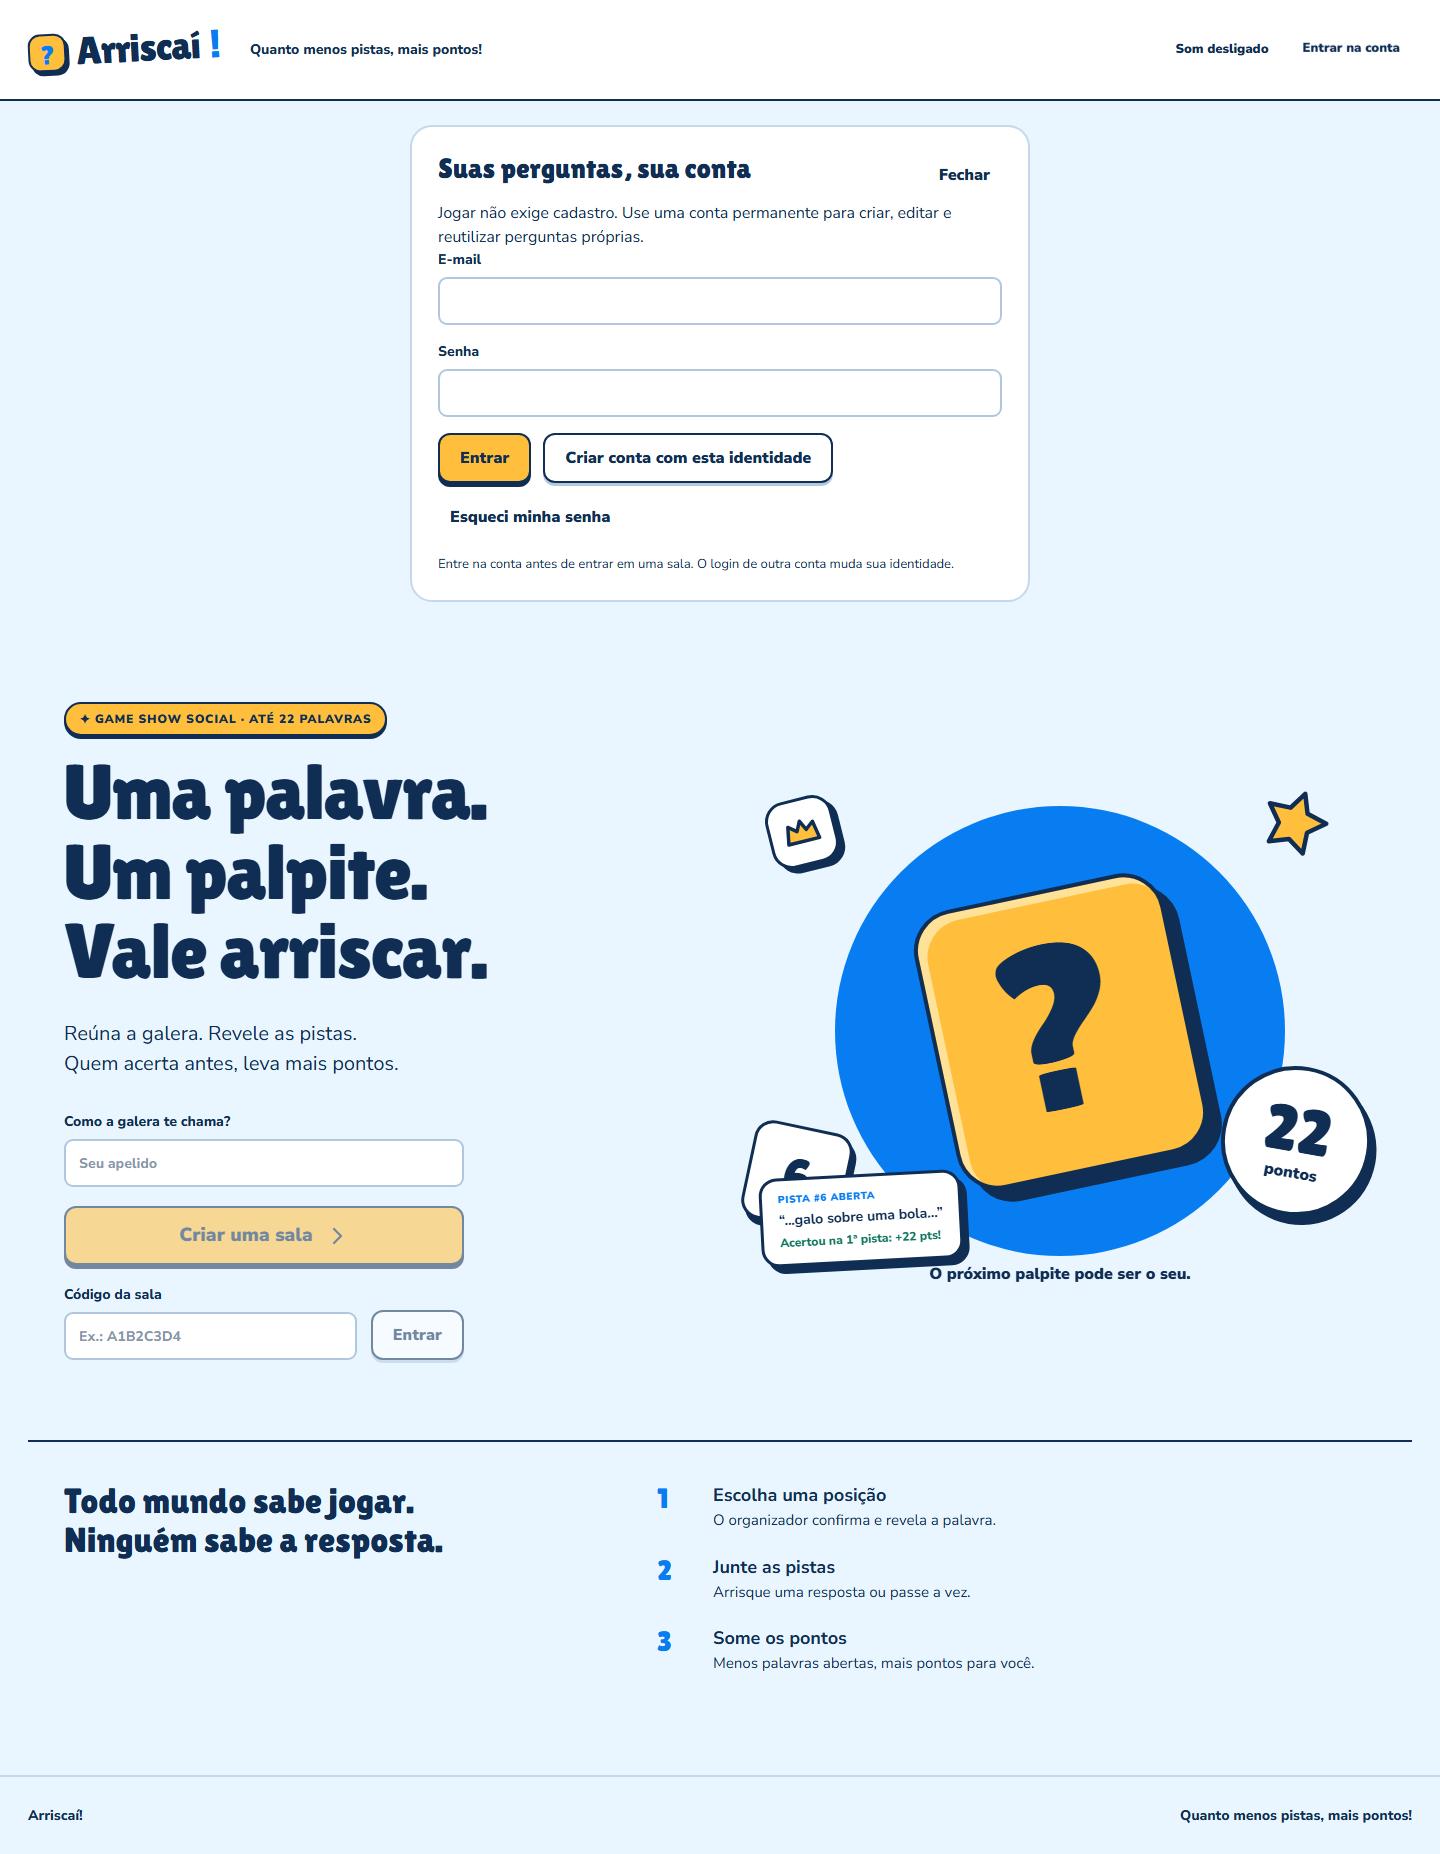 ?
Arriscaí !
Quanto menos pistas, mais pontos!
Som desligado
Entrar na conta
Suas perguntas, sua conta
Fechar
Jogar não exige cadastro. Use uma conta permanente para criar, editar e
reutilizar perguntas próprias.
E-mail
Senha
Entrar
Criar conta com esta identidade
Esqueci minha senha
Entre na conta antes de entrar em uma sala. O login de outra conta muda sua identidade.
✦ GAME SHOW SOCIAL · ATÉ 22 PALAVRAS
Uma palavra.
Um palpite.
Vale arriscar.
Reúna a galera. Revele as pistas.
Quem acerta antes, leva mais pontos.
Como a galera te chama?
Seu apelido
Criar uma sala
Código da sala
Ex.: A1B2C3D4
Entrar
?
22
pontos
6
PISTA #6 ABERTA
“...galo sobre uma bola...”
Acertou na 1ª pista: +22 pts!
O próximo palpite pode ser o seu.
Todo mundo sabe jogar.
Ninguém sabe a resposta.
1
Escolha uma posição
O organizador confirma e revela a palavra.
2
Junte as pistas
Arrisque uma resposta ou passe a vez.
3
Some os pontos
Menos palavras abertas, mais pontos para você.
Arriscaí!
Quanto menos pistas, mais pontos!